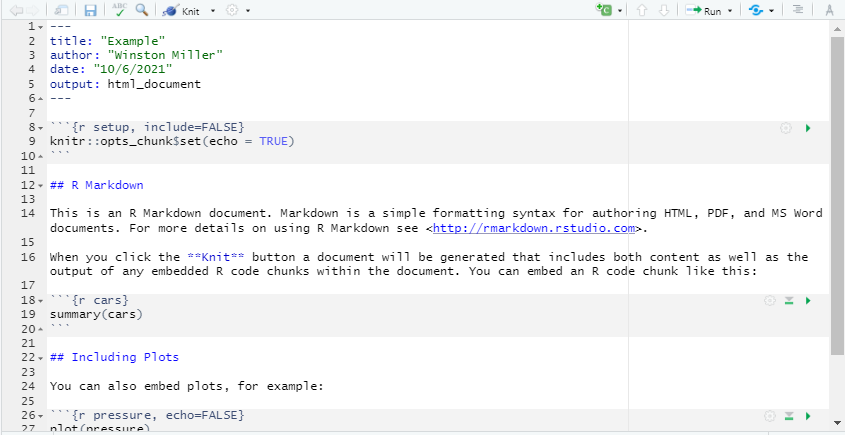 ABC Knit Run
1 ---
2 title: "Example"
3 author: "Winston Miller"
4 date: "10/6/2021"
5 output: html_document
6 ---
7
8 ```{r setup, include=FALSE}
9 knitr::opts_chunk$set(echo = TRUE)
10 ```
11
12 ## R Markdown
13
14 This is an R Markdown document. Markdown is a simple formatting syntax for authoring HTML, PDF, and MS Word
documents. For more details on using R Markdown see <http://rmarkdown.rstudio.com>.
15
16 When you click the **Knit** button a document will be generated that includes both content as well as the
output of any embedded R code chunks within the document. You can embed an R code chunk like this:
17
18 ```{r cars}
19 summary(cars)
20 ```
21
22 ## Including Plots
23
24 You can also embed plots, for example:
25
26 ```{r pressure, echo=FALSE}
27 plot(pressure)